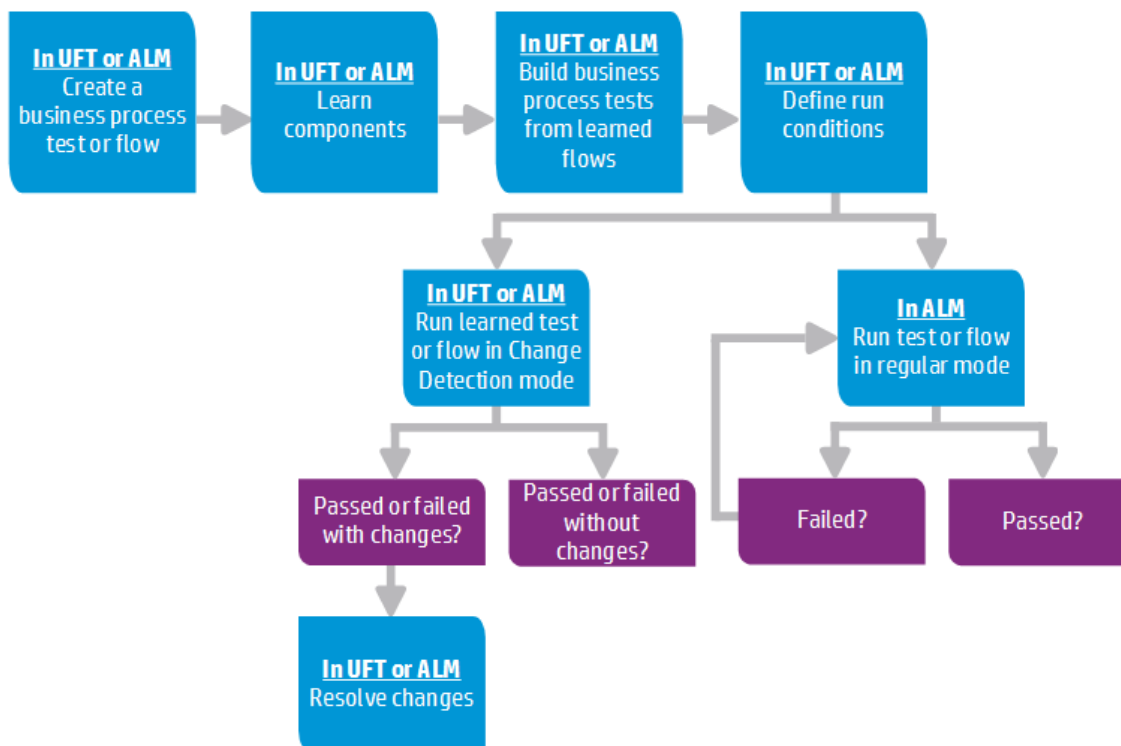 In UFT or ALM
Create a
business process
test or flow
In UFT or ALM
Learn
components
In UFT or ALM
Build business
process tests
from learned
flows
In UFT or ALM
Define run
conditions
In UFT or ALM
Run learned test
or flow in Change
Detection mode
In ALM
Run test or flow
in regular mode
Passed or failed
with changes?
Passed or failed
without
changes?
Failed?
Passed?
In UFT or ALM
Resolve changes